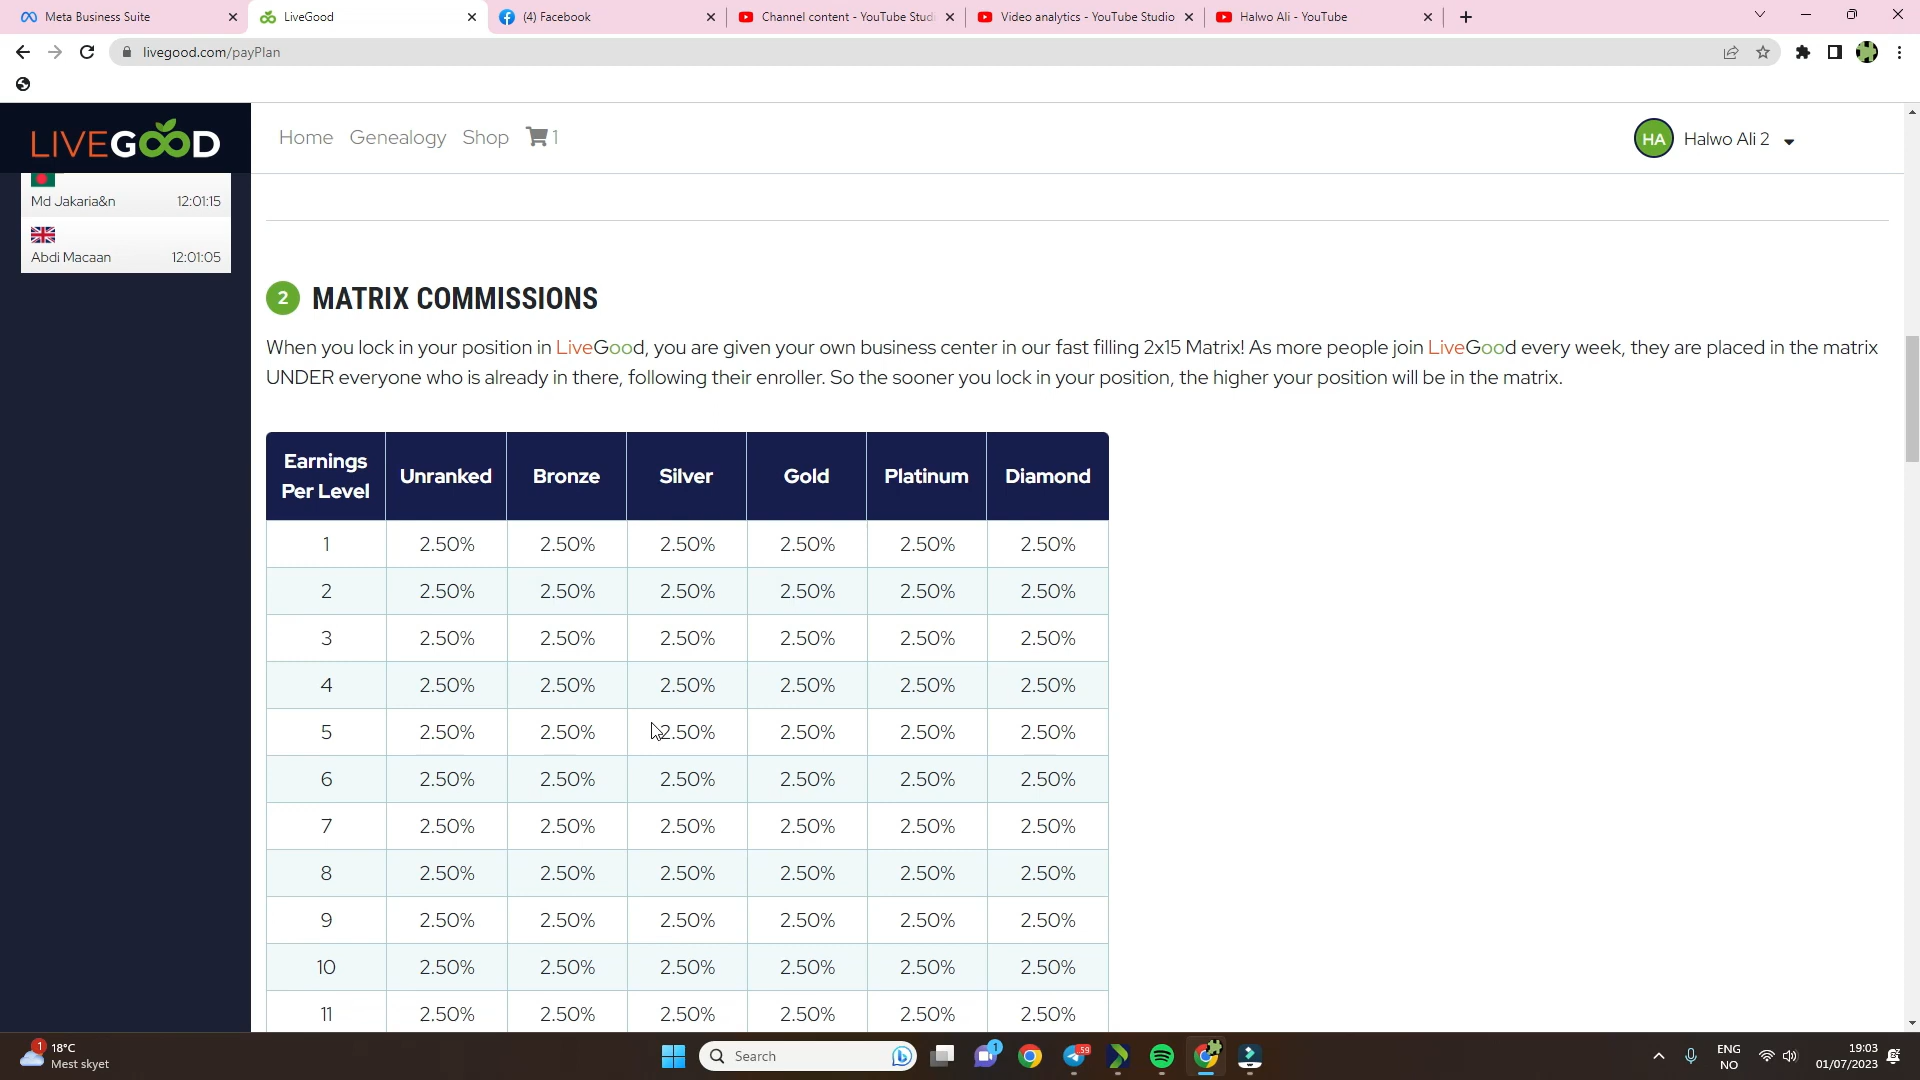 Meta Business Suite
LiveGood
(4) Facebook
Channel content - YouTube Stud
Video analytics - YouTube Studio
Halwo Ali - YouTube
livegood.com/payPlan
LIVEGOOD
Home Genealogy Shop 1
HA Halwo Ali 2
Md Jakaria&n 12:01:15
Abdi Macaan 12:01:05
2 MATRIX COMMISSIONS
When you lock in your position in LiveGood, you are given your own business center in our fast filling 2x15 Matrix! As more people join LiveGood every week, they are placed in the matrix
UNDER everyone who is already in there, following their enroller. So the sooner you lock in your position, the higher your position will be in the matrix.
Earnings Per Level Unranked Bronze Silver Gold Platinum Diamond
1 2.50% 2.50% 2.50% 2.50% 2.50% 2.50%
2 2.50% 2.50% 2.50% 2.50% 2.50% 2.50%
3 2.50% 2.50% 2.50% 2.50% 2.50% 2.50%
4 2.50% 2.50% 2.50% 2.50% 2.50% 2.50%
5 2.50% 2.50% 2.50% 2.50% 2.50% 2.50%
6 2.50% 2.50% 2.50% 2.50% 2.50% 2.50%
7 2.50% 2.50% 2.50% 2.50% 2.50% 2.50%
8 2.50% 2.50% 2.50% 2.50% 2.50% 2.50%
9 2.50% 2.50% 2.50% 2.50% 2.50% 2.50%
10 2.50% 2.50% 2.50% 2.50% 2.50% 2.50%
11 2.50% 2.50% 2.50% 2.50% 2.50% 2.50%
1 18°C
Mest skyet
Search
1
59
ENG
NO
19:03
01/07/2023